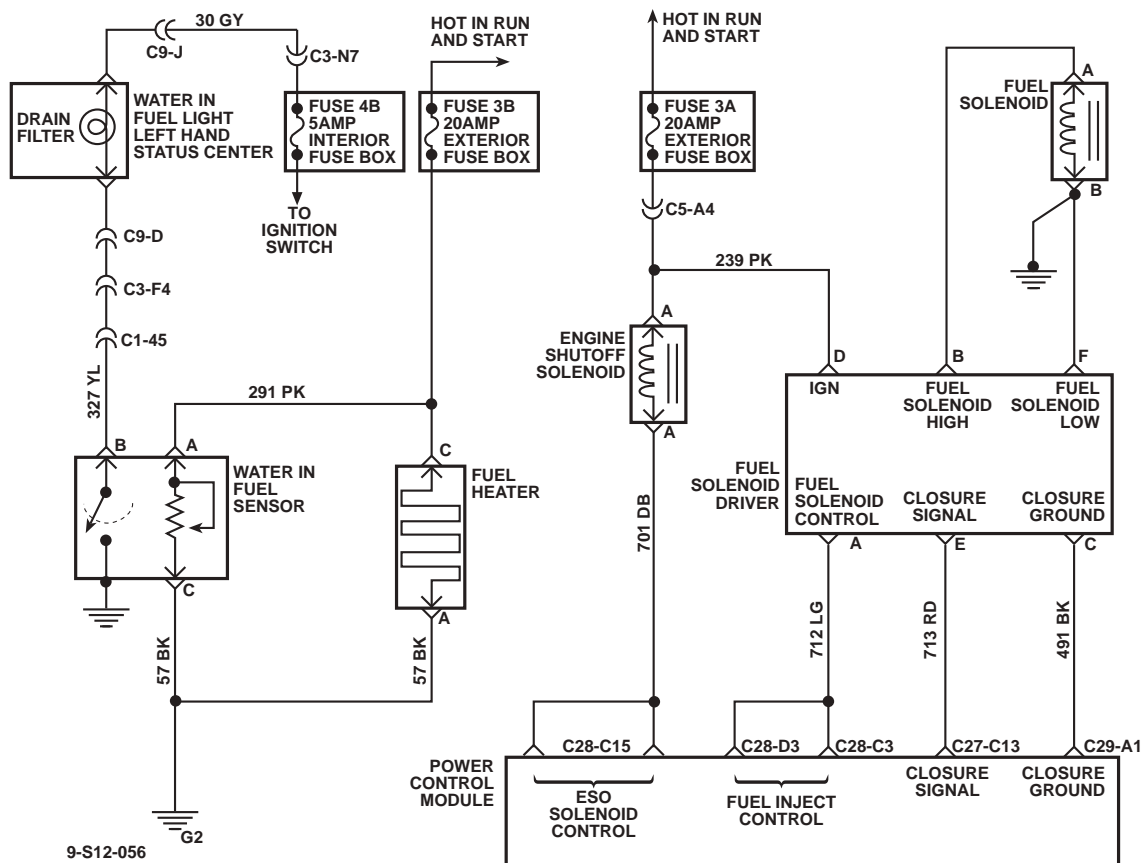 30 GY
C9-J
C3-N7
HOT IN RUN
AND START
HOT IN RUN
AND START
DRAIN
FILTER
WATER IN
FUEL LIGHT
LEFT HAND
STATUS CENTER
FUSE 4B
5AMP
INTERIOR
FUSE BOX
FUSE 3B
20AMP
EXTERIOR
FUSE BOX
FUSE 3A
20AMP
EXTERIOR
FUSE BOX
FUEL
SOLENOID
A
B
TO
IGNITION
SWITCH
C5-A4
C9-D
C3-F4
C1-45
327 YL
291 PK
239 PK
ENGINE
SHUTOFF
SOLENOID
A
A
D
B
F
IGN
FUEL
SOLENOID
HIGH
FUEL
SOLENOID
LOW
FUEL
SOLENOID
DRIVER
FUEL
SOLENOID
CONTROL
CLOSURE
SIGNAL
CLOSURE
GROUND
A
E
C
B
A
WATER IN
FUEL
SENSOR
C
C
FUEL
HEATER
A
57 BK
57 BK
701 DB
712 LG
713 RD
491 BK
C28-C15
C28-D3
C28-C3
C27-C13
C29-A1
POWER
CONTROL
MODULE
ESO
SOLENOID
CONTROL
FUEL INJECT
CONTROL
CLOSURE
SIGNAL
CLOSURE
GROUND
G2
9-S12-056